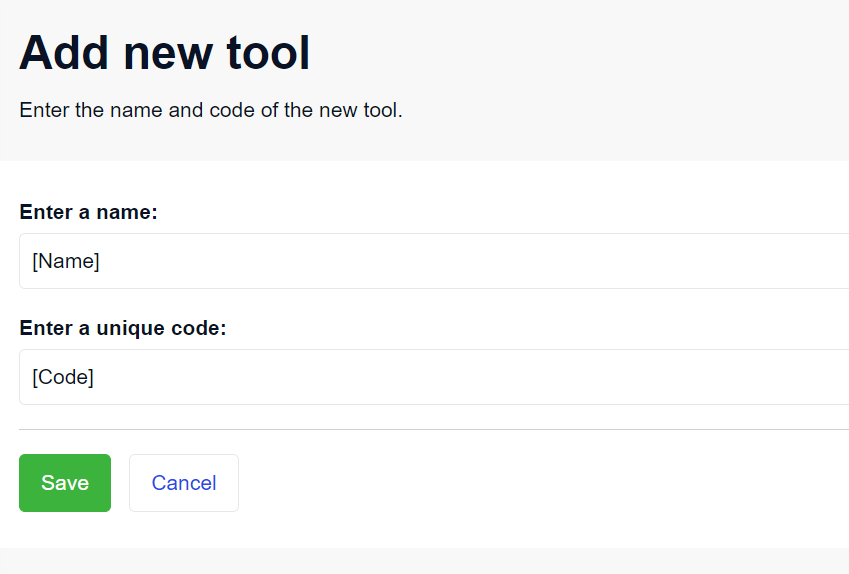 Add new tool
Enter the name and code of the new tool.
Enter a name:
[Name]
Enter a unique code:
[Code]
Save Cancel